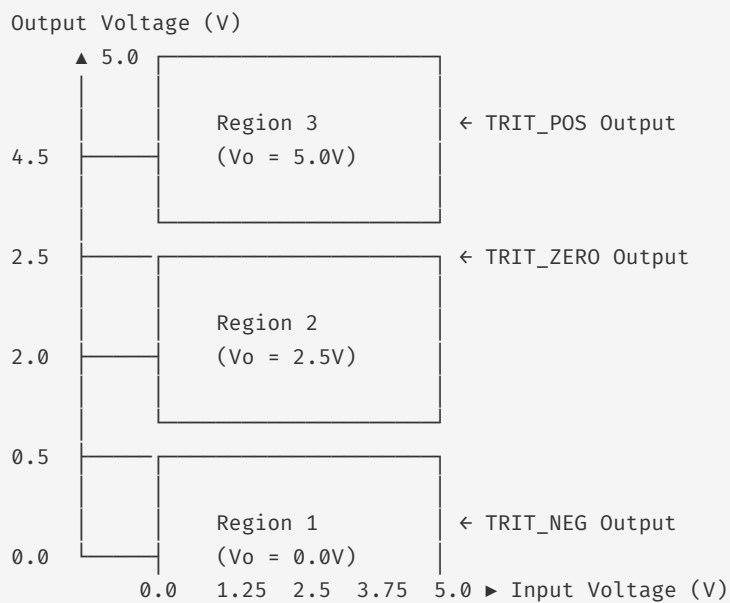 Output Voltage (V)
▲ 5.0
Region 3 ← TRIT_POS Output
4.5 (Vo = 5.0V)
2.5 ← TRIT_ZERO Output
Region 2
2.0 (Vo = 2.5V)
0.5
Region 1 ← TRIT_NEG Output
0.0 (Vo = 0.0V)
0.0 1.25 2.5 3.75 5.0 ► Input Voltage (V)